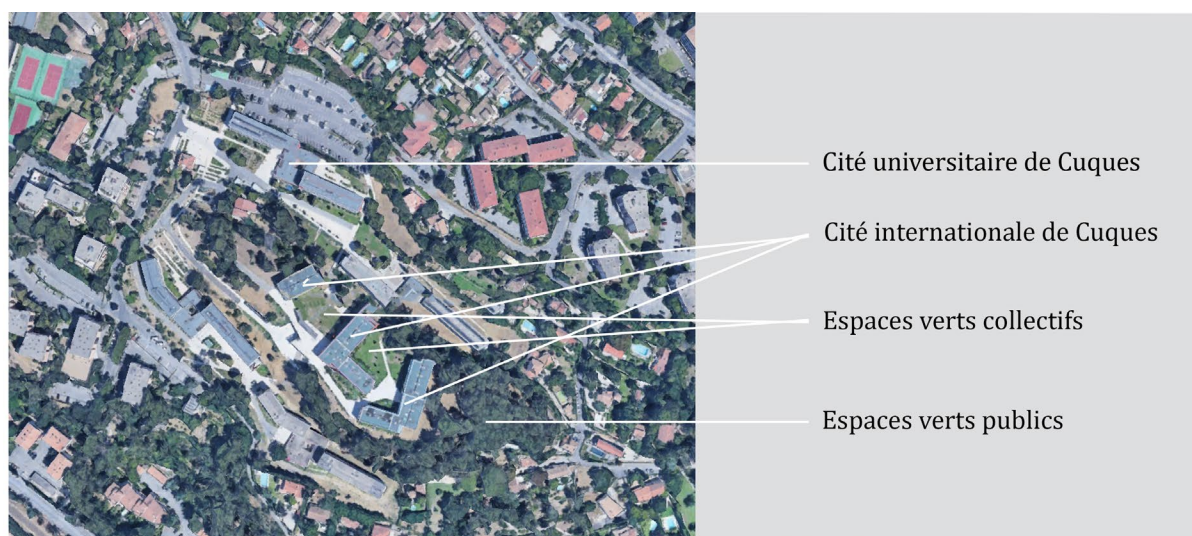 Cité universitaire de Cuques
Cité internationale de Cuques
Espaces verts collectifs
Espaces verts publics